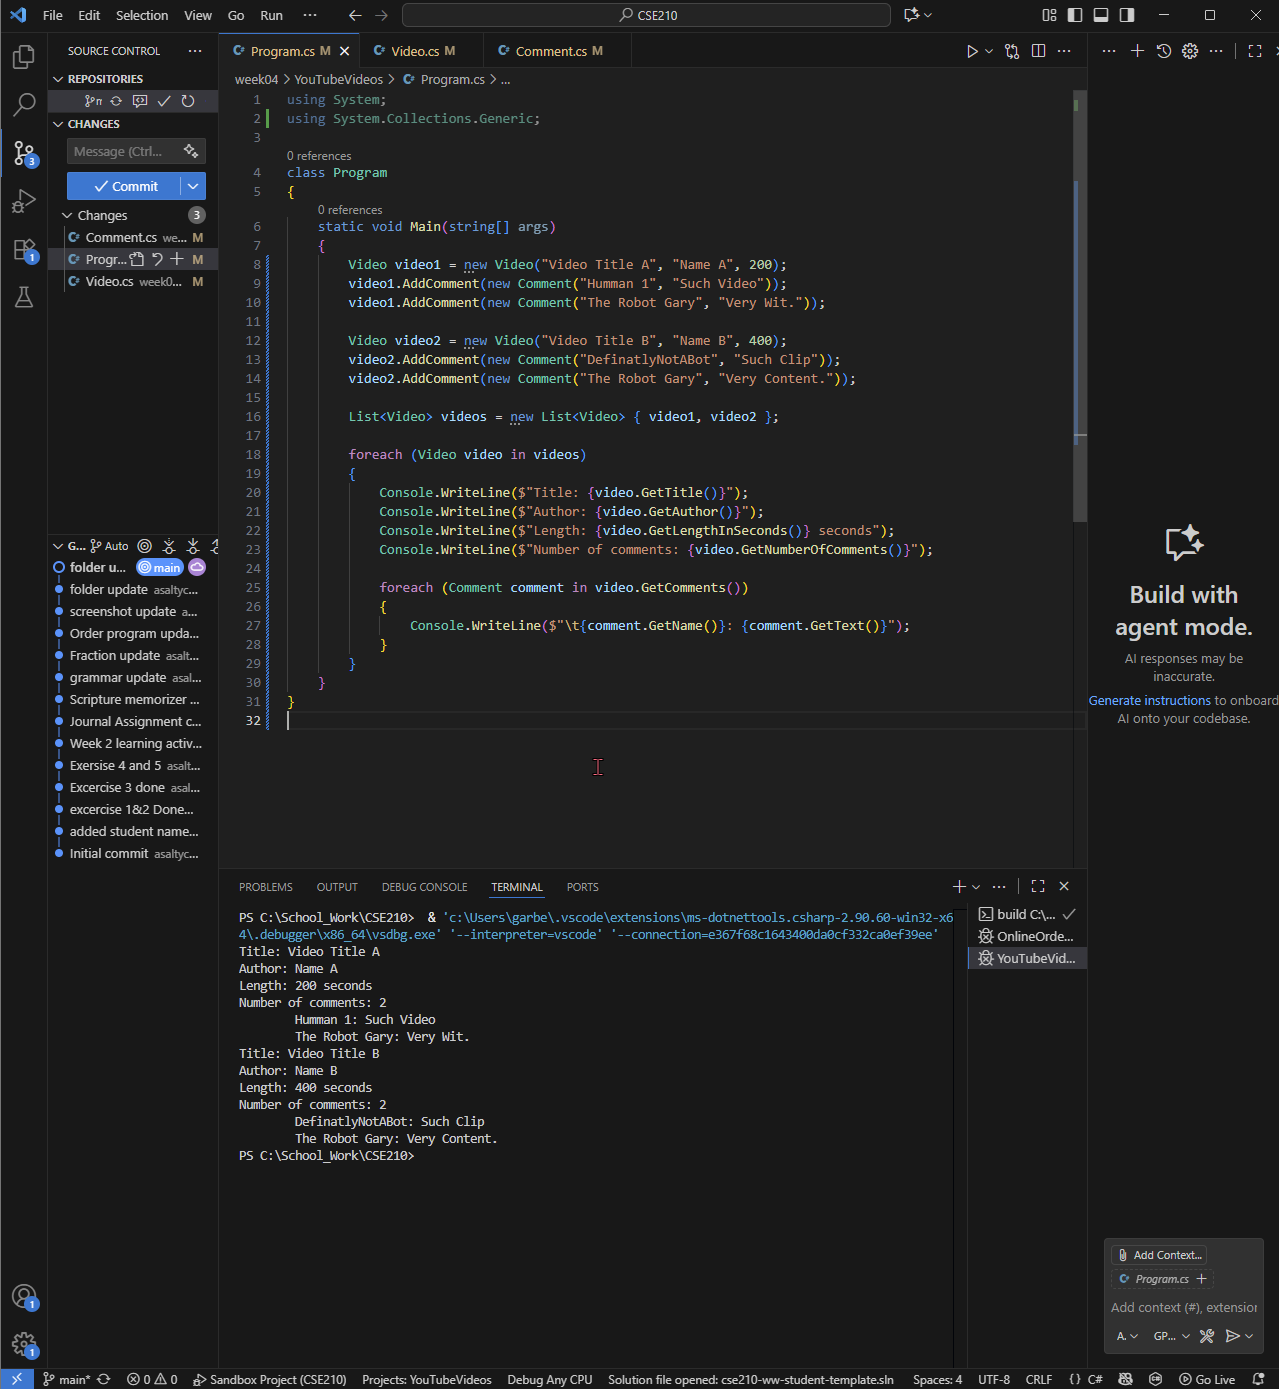 File Edit Selection View Go Run ··· CSE210
SOURCE CONTROL ···
REPOSITORIES
CHANGES
Message (Ctrl...
Commit
Changes 3
Comment.cs we... M
Progr... M
Video.cs week0... M
G... Auto
folder u... main
folder update asaltyc...
screenshot update a...
Order program upda...
Fraction update asalt...
grammar update asal...
Scripture memorizer ...
Journal Assignment c...
Week 2 learning activ...
Exersise 4 and 5 asalt...
Excercise 3 done asal...
excercise 1&2 Done...
added student name...
Initial commit asaltyc...
Program.cs M Video.cs M Comment.cs M
week04 > YouTubeVideos > Program.cs > ...
1 using System;
2 using System.Collections.Generic;
3
0 references
4 class Program
5 {
0 references
6 static void Main(string[] args)
7 {
8 Video video1 = new Video("Video Title A", "Name A", 200);
9 video1.AddComment(new Comment("Humman 1", "Such Video"));
10 video1.AddComment(new Comment("The Robot Gary", "Very Wit."));
11
12 Video video2 = new Video("Video Title B", "Name B", 400);
13 video2.AddComment(new Comment("DefinatlyNotABot", "Such Clip"));
14 video2.AddComment(new Comment("The Robot Gary", "Very Content."));
15
16 List<Video> videos = new List<Video> { video1, video2 };
17
18 foreach (Video video in videos)
19 {
20 Console.WriteLine($"Title: {video.GetTitle()}");
21 Console.WriteLine($"Author: {video.GetAuthor()}");
22 Console.WriteLine($"Length: {video.GetLengthInSeconds()} seconds");
23 Console.WriteLine($"Number of comments: {video.GetNumberOfComments()}");
24
25 foreach (Comment comment in video.GetComments())
26 {
27 Console.WriteLine($"\t{comment.GetName()}: {comment.GetText()}");
28 }
29 }
30 }
31 }
32
PROBLEMS OUTPUT DEBUG CONSOLE TERMINAL PORTS
PS C:\School_Work\CSE210> & 'c:\Users\garbe\.vscode\extensions\ms-dotnettools.csharp-2.90.60-win32-x6
4\.debugger\x86_64\vsdbg.exe' '--interpreter=vscode' '--connection=e367f68c1643400da0cf332ca0ef39ee'
Title: Video Title A
Author: Name A
Length: 200 seconds
Number of comments: 2
Humman 1: Such Video
The Robot Gary: Very Wit.
Title: Video Title B
Author: Name B
Length: 400 seconds
Number of comments: 2
DefinatlyNotABot: Such Clip
The Robot Gary: Very Content.
PS C:\School_Work\CSE210>
build C:\...
OnlineOrde...
YouTubeVid...
Build with
agent mode.
AI responses may be
inaccurate.
Generate instructions to onboard
AI onto your codebase.
Add Context...
Program.cs +
Add context (#), extension
A. GP...
3
1
1
1
main* 0 0 Sandbox Project (CSE210) Projects: YouTubeVideos Debug Any CPU Solution file opened: cse210-ww-student-template.sln Spaces: 4 UTF-8 CRLF {} C# Go Live